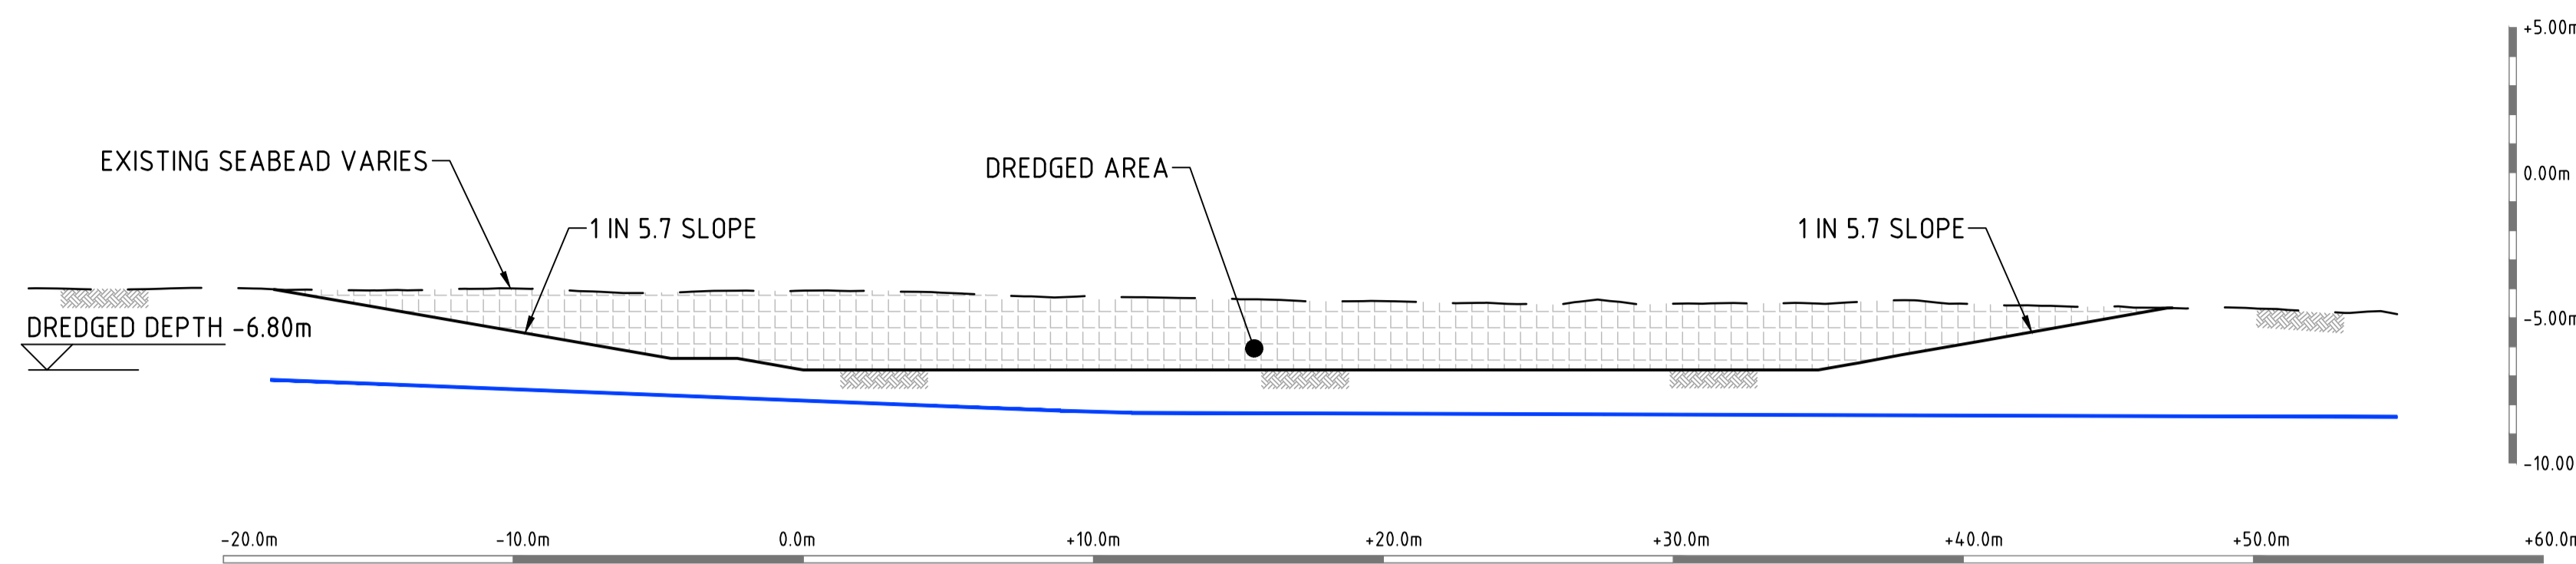 +5.00m
EXISTING SEABEAD VARIES
DREDGED AREA
0.00m
1 IN 5.7 SLOPE
1 IN 5.7 SLOPE
DREDGED DEPTH -6.80m
-5.00m
-10.00
-20.0m
-10.0m
0.0m
+10.0m
+20.0m
+30.0m
+40.0m
+50.0m
+60.0m